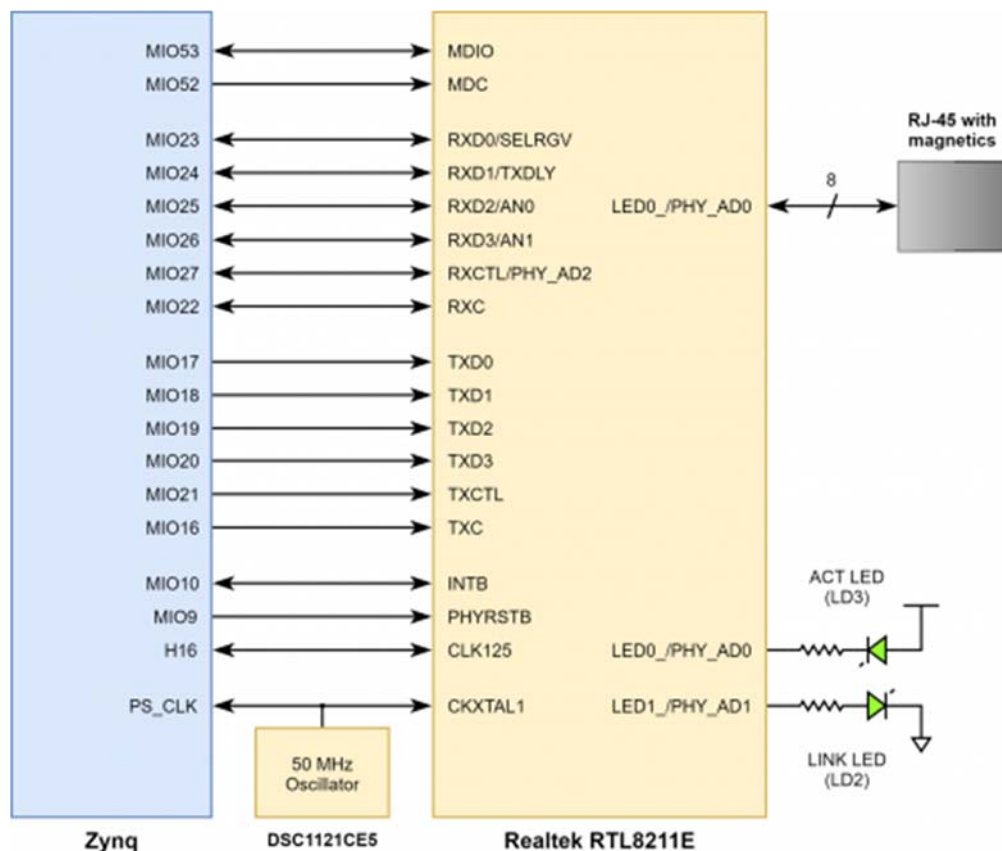 MIO53 MDIO
MIO52 MDC
MIO23 RXD0/SELRGV
MIO24 RXD1/TXDLY
MIO25 RXD2/AN0 LED0_/PHY_AD0 8
RJ-45 with
magnetics
MIO26 RXD3/AN1
MIO27 RXCTL/PHY_AD2
MIO22 RXC
MIO17 TXD0
MIO18 TXD1
MIO19 TXD2
MIO20 TXD3
MIO21 TXCTL
MIO16 TXC
MIO10 INTB
MIO9 PHYRSTB
H16 CLK125 LED0_/PHY_AD0
ACT LED
(LD3)
PS_CLK CKXTAL1 LED1_/PHY_AD1
LINK LED
(LD2)
50 MHz
Oscillator
Zynq DSC1121CE5 Realtek RTL8211E